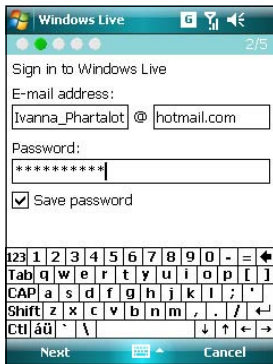 Windows Live G
2/5
Sign in to Windows Live
E-mail address:
Ivanna_Phartalot @ hotmail.com
Password:
**********
Save password
123 1 2 3 4 5 6 7 8 9 0 - =
Tab q w e r t y u i o p [ ]
CAP a s d f g h j k l ; '
Shift z x c v b n m , . /
Ctl áü ` \
Next Cancel